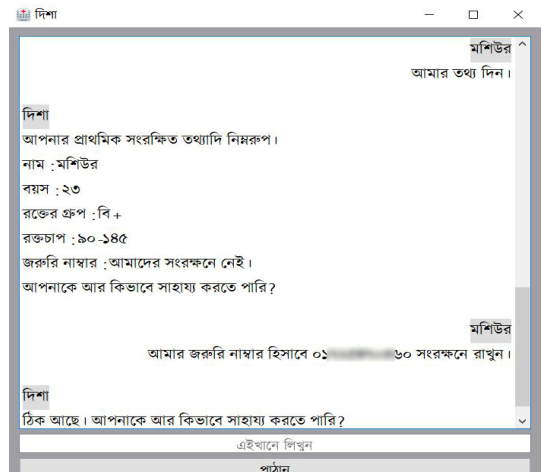 দিশা
মশিউর
আমার তথ্য দিন।
দিশা
আপনার প্রাথমিক সংরক্ষিত তথ্যাদি নিম্নরুপ।
নাম :মশিউর
বয়স :২৩
রক্তের গ্রুপ :বি+
রক্তচাপ :৯০-১৪৫
জরুরি নাম্বার :আমাদের সংরক্ষনে নেই।
আপনাকে আর কিভাবে সাহায্য করতে পারি?
মশিউর
আমার জরুরি নাম্বার হিসাবে ০১ ৬০ সংরক্ষনে রাখুন।
দিশা
ঠিক আছে। আপনাকে আর কিভাবে সাহায্য করতে পারি?
এইখানে লিখুন
পাঠান